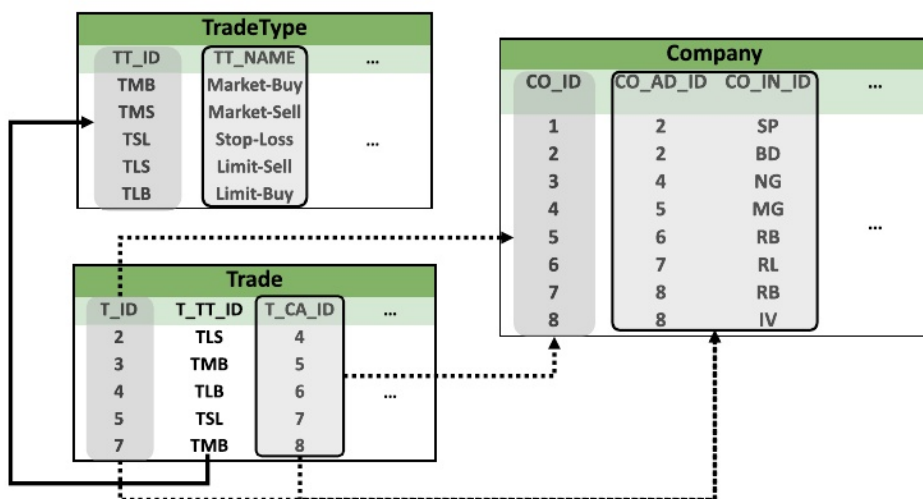 TradeType
TT_ID TT_NAME ...
TMB Market-Buy
TMS Market-Sell
TSL Stop-Loss ...
TLS Limit-Sell
TLB Limit-Buy
Company
CO_ID CO_AD_ID CO_IN_ID ...
1 2 SP
2 2 BD
3 4 NG
4 5 MG
5 6 RB ...
6 7 RL
7 8 RB
8 8 IV
Trade
T_ID T_TT_ID T_CA_ID ...
2 TLS 4
3 TMB 5
4 TLB 6 ...
5 TSL 7
7 TMB 8